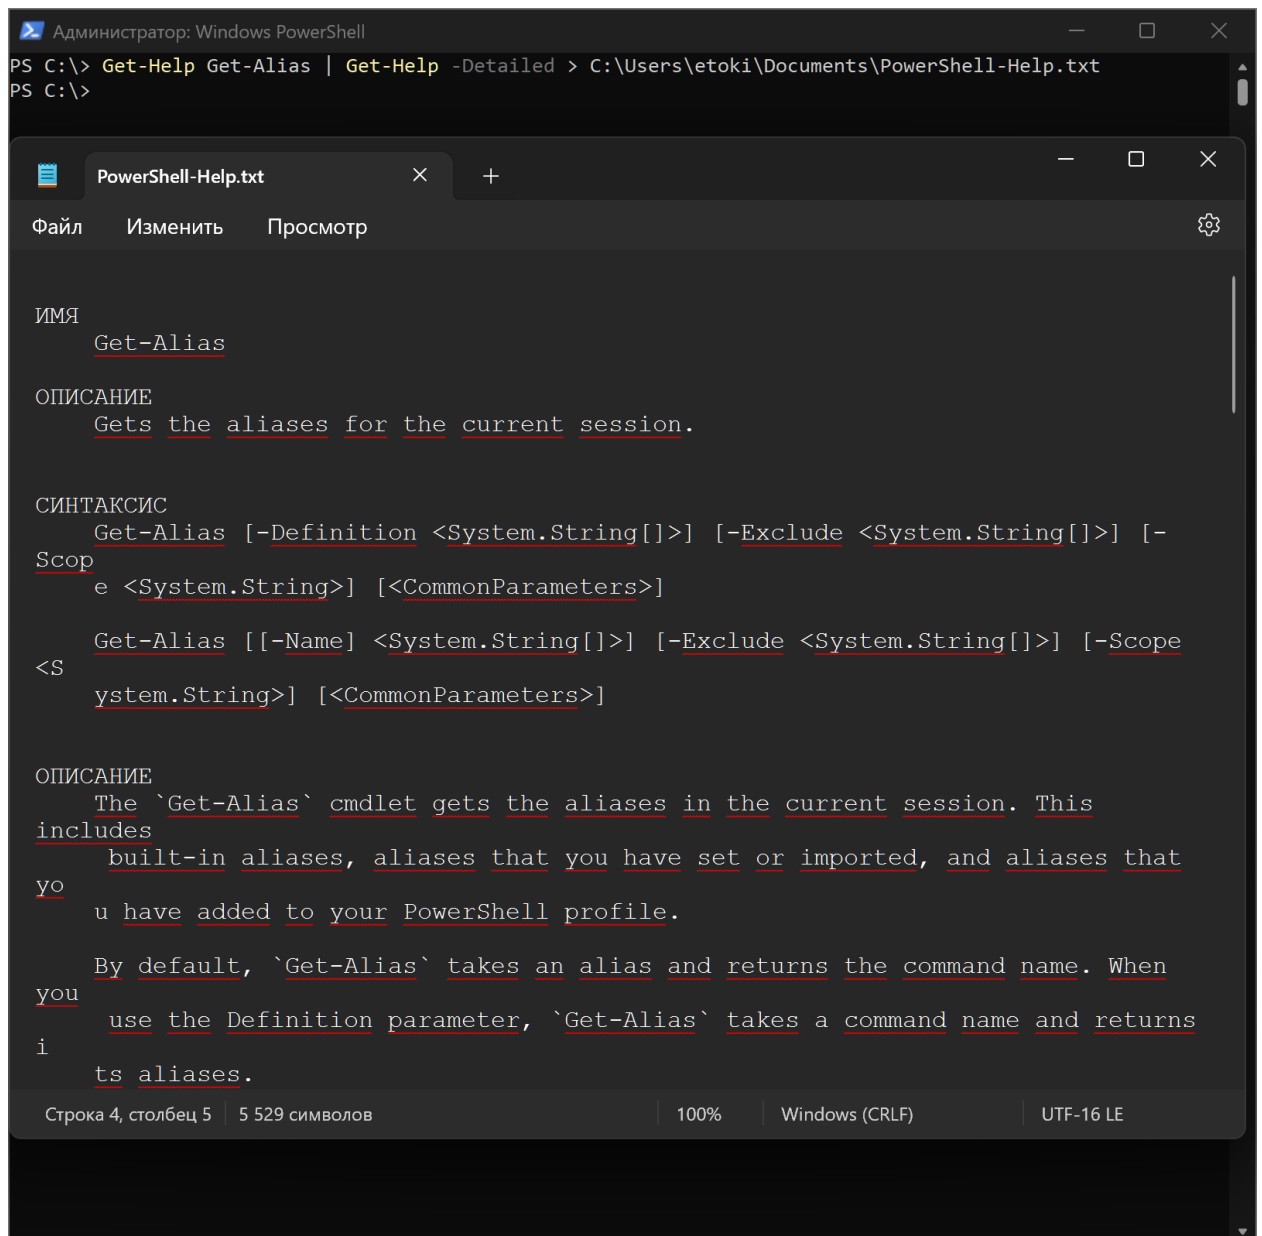 Администратор: Windows PowerShell
PS C:\> Get-Help Get-Alias | Get-Help -Detailed > C:\Users\etoki\Documents\PowerShell-Help.txt
PS C:\>
PowerShell-Help.txt
Файл Изменить Просмотр
ИМЯ
Get-Alias
ОПИСАНИЕ
Gets the aliases for the current session.
СИНТАКСИС
Get-Alias [-Definition <System.String[]>] [-Exclude <System.String[]>] [-
Scop
e <System.String>] [<CommonParameters>]
Get-Alias [[-Name] <System.String[]>] [-Exclude <System.String[]>] [-Scope
<S
ystem.String>] [<CommonParameters>]
ОПИСАНИЕ
The `Get-Alias` cmdlet gets the aliases in the current session. This
includes
built-in aliases, aliases that you have set or imported, and aliases that
yo
u have added to your PowerShell profile.
By default, `Get-Alias` takes an alias and returns the command name. When
you
use the Definition parameter, `Get-Alias` takes a command name and returns
i
ts aliases.
Строка 4, столбец 5 5 529 символов 100% Windows (CRLF) UTF-16 LE